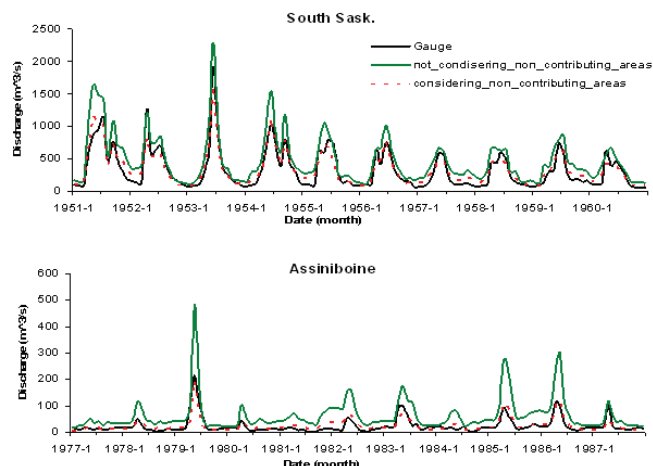 South Sask.
2500
2000
1500
1000
500
0
Discharge (m^3/s)
Gauge
not_condisering_non_contributing_areas
considering_non_contributing_areas
1951-1 1952-1 1953-1 1954-1 1955-1 1956-1 1957-1 1958-1 1959-1 1960-1
Date (month)
Assiniboine
600
500
400
300
200
100
0
Discharge (m^3/s)
1977-1 1978-1 1979-1 1980-1 1981-1 1982-1 1983-1 1984-1 1985-1 1986-1 1987-1
Date (month)